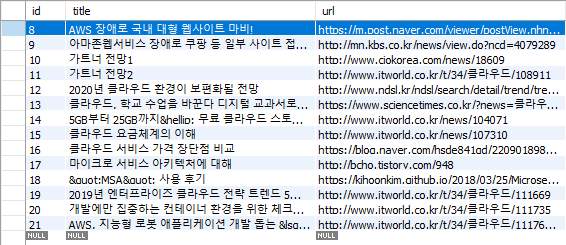 id title url
8 AWS 장애로 국내 대형 웹사이트 마비! https://m.post.naver.com/viewer/postView.nhn...
9 아마존웹서비스 장애로 쿠팡 등 일부 사이트 접... http://mn.kbs.co.kr/news/view.do?ncd=4079289
10 가트너 전망1 http://www.ciokorea.com/news/18609
11 가트너 전망2 http://www.itworld.co.kr/t/34/클라우드/108911
12 2020년 클라우드 환경이 보편화될 전망 http://www.ndsl.kr/ndsl/search/detail/trend/tre...
13 클라우드, 학교 수업을 바꾼다 디지털 교과서로... https://www.sciencetimes.co.kr/?news=클라우...
14 5GB부터 25GB까지&hellip; 무료 클라우드 스토... http://www.itworld.co.kr/news/104071
15 클라우드 요금체계의 이해 http://www.itworld.co.kr/news/107310
16 클라우드 서비스 가격 장단점 비교 https://blog.naver.com/hsde841qd/220901898...
17 마이크로 서비스 아키텍처에 대해 http://bcho.tistory.com/948
18 &quot;MSA&quot; 사용 후기 https://kihoonkim.github.io/2018/03/25/Microse...
19 2019년 엔터프라이즈 클라우드 전략 트렌드 5... http://www.itworld.co.kr/t/34/클라우드/111669
20 개발에만 집중하는 컨테이너 환경을 위한 체크... http://www.itworld.co.kr/t/34/클라우드/111735
21 AWS, 지능형 로봇 애플리케이션 개발 돕는 &lsq... http://www.itworld.co.kr/t/34/클라우드/11176...
NULL NULL NULL